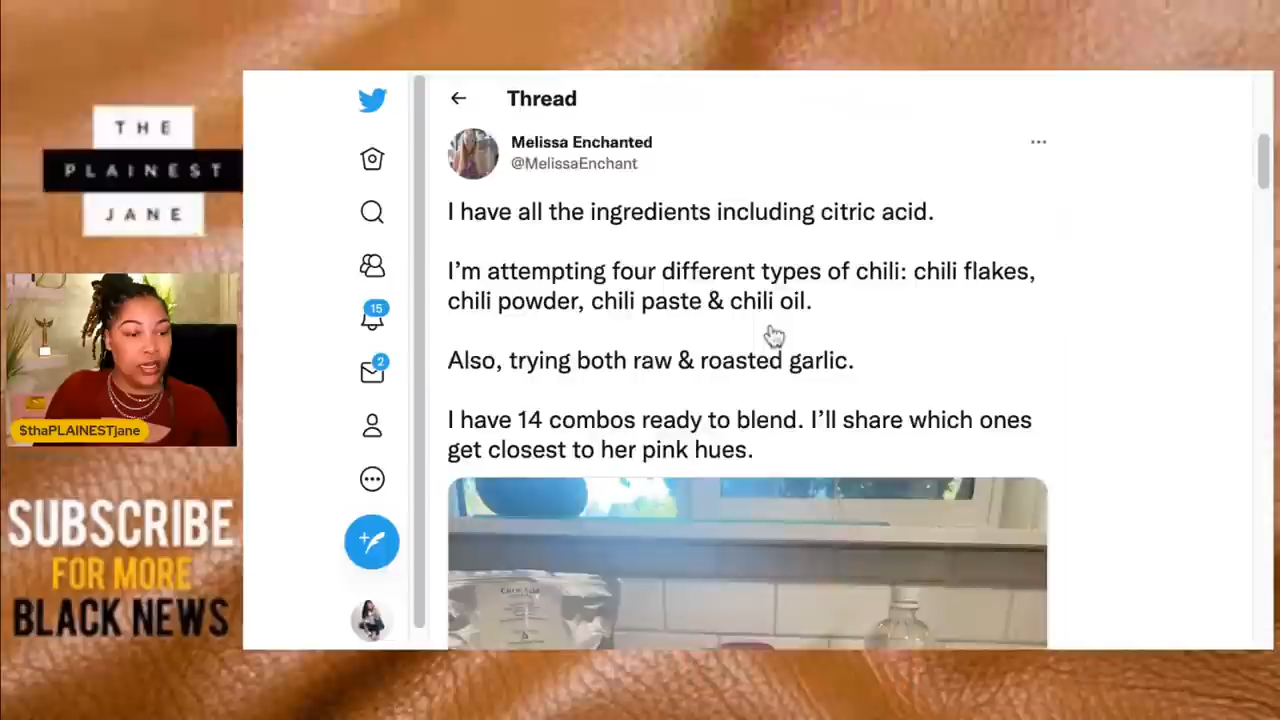 THE
PLAINEST
JANE
$thaPLAINESTjane
SUBSCRIBE
FOR MORE
BLACK NEWS
15
2
Thread
Melissa Enchanted
@MelissaEnchant
I have all the ingredients including citric acid.
I'm attempting four different types of chili: chili flakes,
chili powder, chili paste & chili oil.
Also, trying both raw & roasted garlic.
I have 14 combos ready to blend. I'll share which ones
get closest to her pink hues.